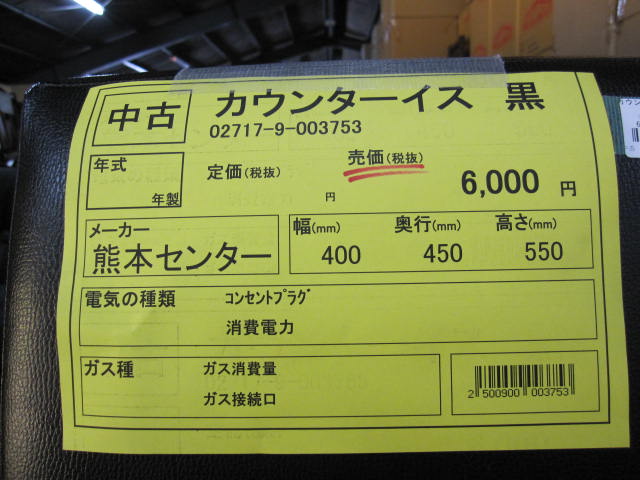 中古 カウンターイス 黒
02717-9-003753
年式 年製
定価(税抜) 円
売価(税抜) 6,000 円
メーカー
熊本センター
幅(mm) 奥行(mm) 高さ(mm)
400 450 550
電気の種類 コンセントプラグ
消費電力
ガス種 ガス消費量
ガス接続口
2 500900 003753